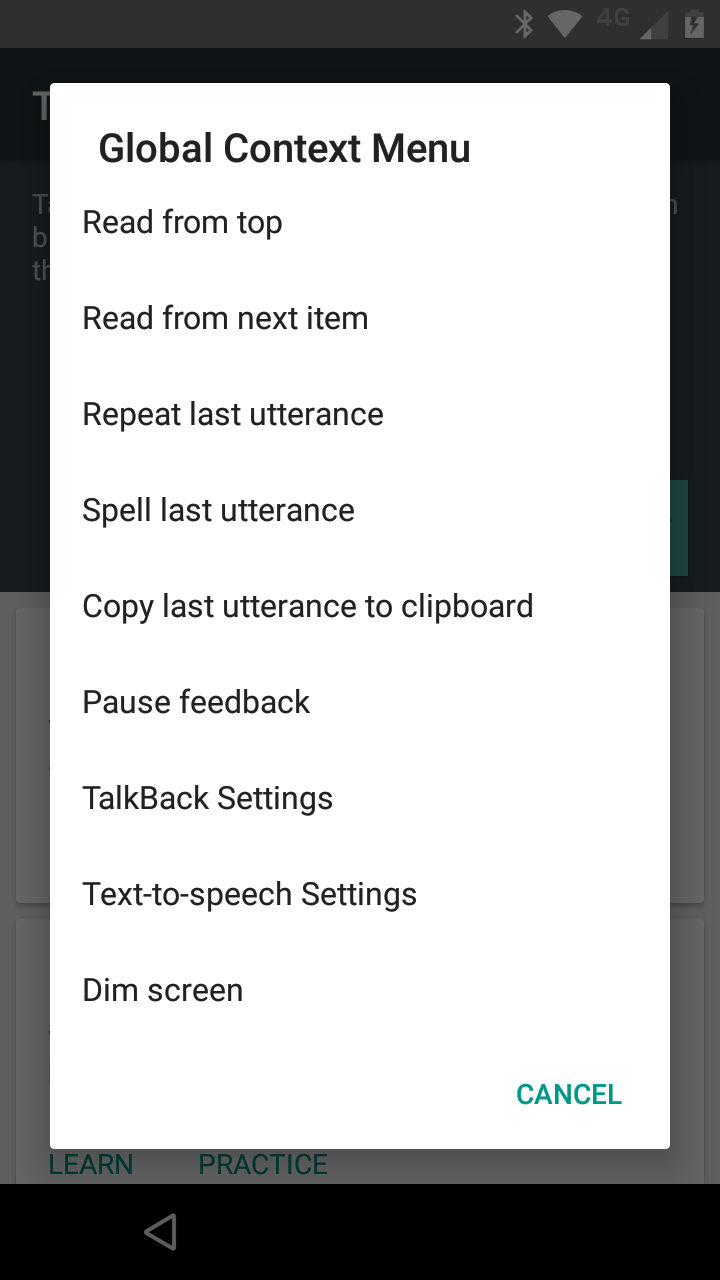 4G
Global Context Menu
Read from top
Read from next item
Repeat last utterance
Spell last utterance
Copy last utterance to clipboard
Pause feedback
TalkBack Settings
Text-to-speech Settings
Dim screen
CANCEL
LEARN PRACTICE